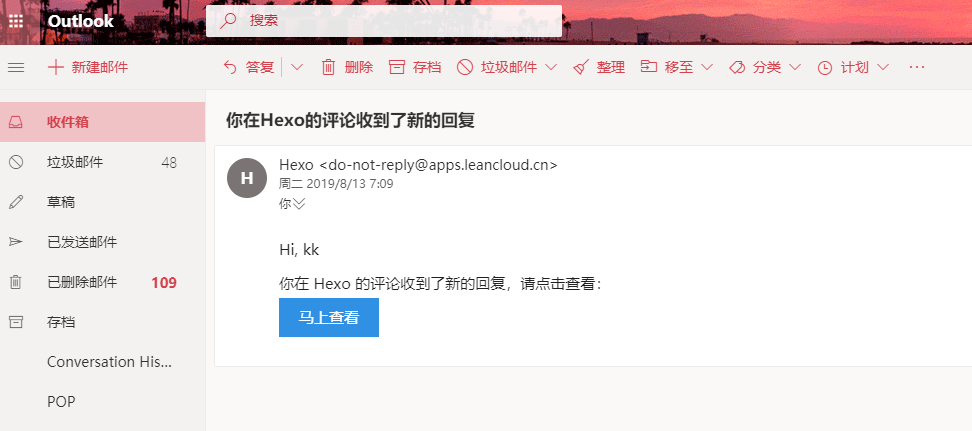 Outlook
搜索
新建邮件
答复 删除 存档 垃圾邮件 整理 移至 分类 计划 ···
收件箱
垃圾邮件 48
草稿
已发送邮件
已删除邮件 109
存档
Conversation His...
POP
你在Hexo的评论收到了新的回复
H
Hexo <do-not-reply@apps.leancloud.cn>
周二 2019/8/13 7:09
你
Hi, kk
你在 Hexo 的评论收到了新的回复，请点击查看：
马上查看